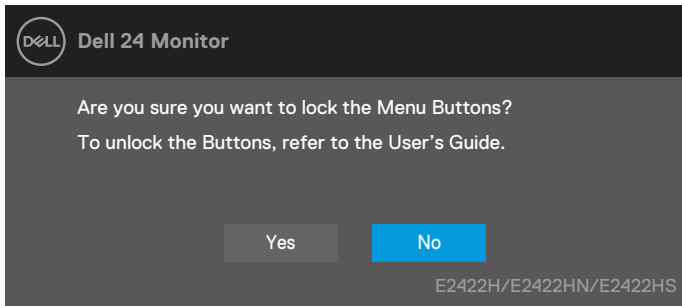 DELL Dell 24 Monitor
Are you sure you want to lock the Menu Buttons?
To unlock the Buttons, refer to the User’s Guide.
Yes No
E2422H/E2422HN/E2422HS